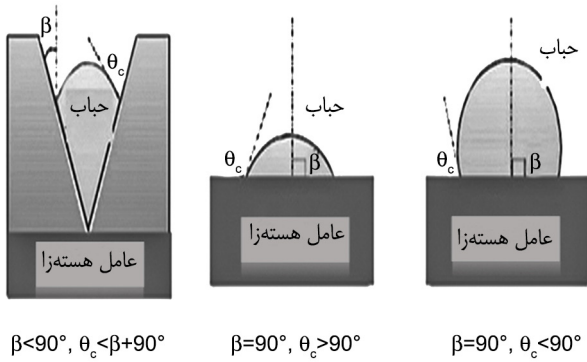 β
θc
حباب
عامل هسته‌زا
β<90°, θc<β+90°
حباب
θc
β
عامل هسته‌زا
β=90°, θc>90°
حباب
θc
β
عامل هسته‌زا
β=90°, θc<90°